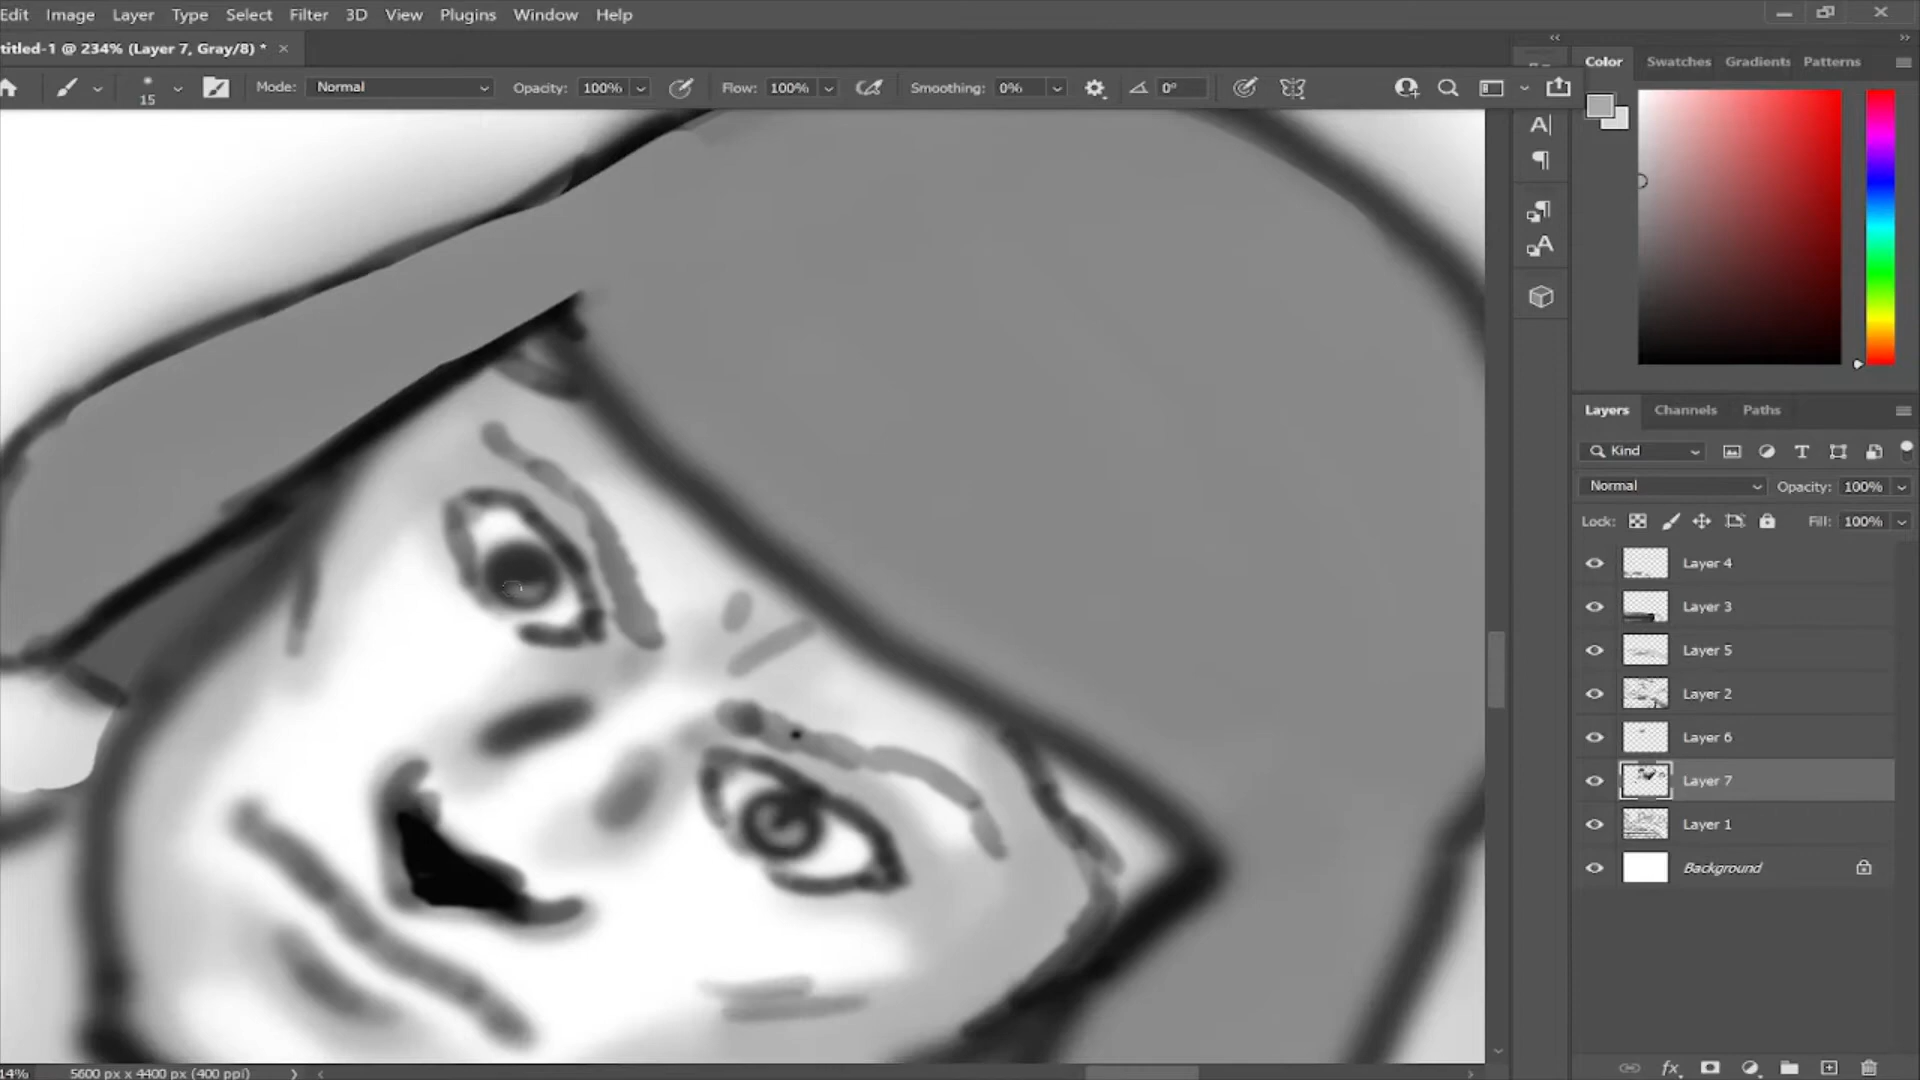 Edit Image Layer Type Select Filter 3D View Plugins Window Help
titled-1 @ 234% (Layer 7, Gray/8) * ×
15 Mode: Normal Opacity: 100% Flow: 100% Smoothing: 0% 0°
Color Swatches Gradients Patterns
Layers Channels Paths
Kind
Normal Opacity: 100%
Lock: Fill: 100%
Layer 4
Layer 3
Layer 5
Layer 2
Layer 6
Layer 7
Layer 1
Background
14% 5600 px x 4400 px (400 ppi)